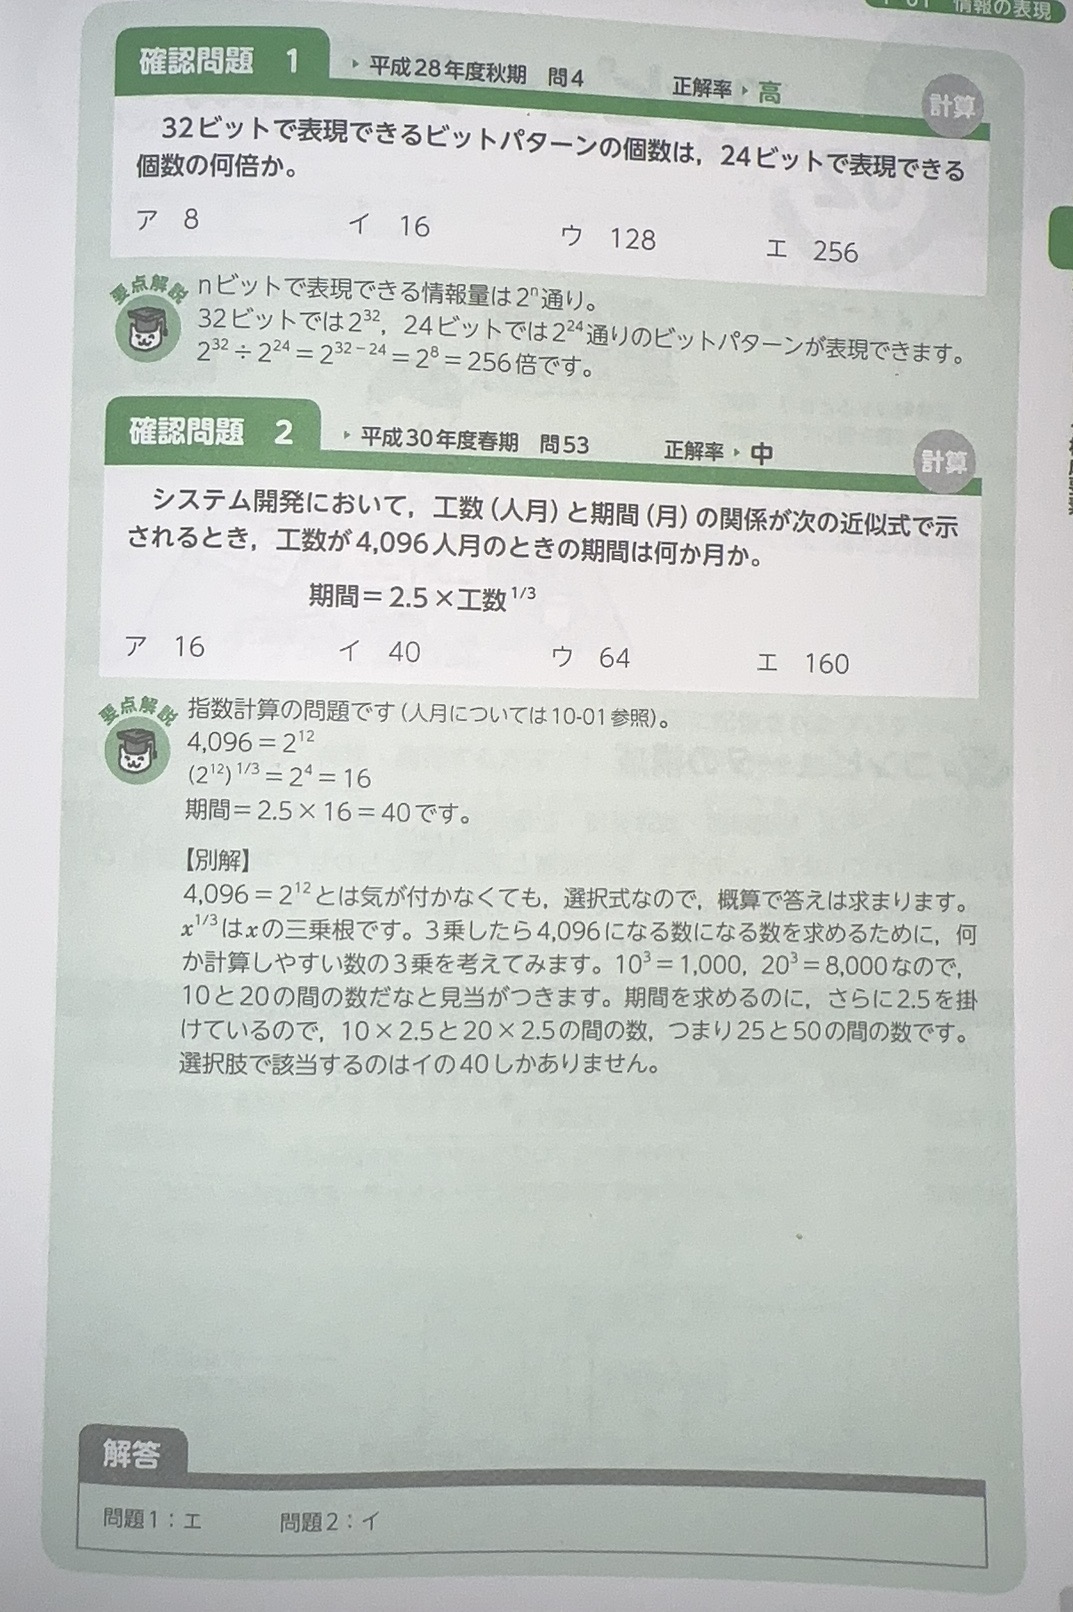 情報の表現
確認問題 1 ▶平成28年度秋期 問4 正解率▶高 計算
32ビットで表現できるビットパターンの個数は，24ビットで表現できる
個数の何倍か。
ア 8 イ 16 ウ 128 エ 256
要点解説 nビットで表現できる情報量は2ⁿ通り。
32ビットでは2³²，24ビットでは2²⁴通りのビットパターンが表現できます。
2³²÷2²⁴＝2³²⁻²⁴＝2⁸＝256倍です。
確認問題 2 ▶平成30年度春期 問53 正解率▶中 計算
システム開発において，工数（人月）と期間（月）の関係が次の近似式で示
されるとき，工数が4,096人月のときの期間は何か月か。
期間＝2.5×工数^1/3
ア 16 イ 40 ウ 64 エ 160
要点解説 指数計算の問題です（人月については10-01参照）。
4,096＝2¹²
(2¹²)^1/3＝2⁴＝16
期間＝2.5×16＝40です。
【別解】
4,096＝2¹²とは気が付かなくても，選択式なので，概算で答えは求まります。
x^1/3はxの三乗根です。3乗したら4,096になる数になる数を求めるために，何
か計算しやすい数の3乗を考えてみます。10³＝1,000，20³＝8,000なので，
10と20の間の数だなと見当がつきます。期間を求めるのに，さらに2.5を掛
けているので，10×2.5と20×2.5の間の数，つまり25と50の間の数です。
選択肢で該当するのはイの40しかありません。
解答
問題1：エ 問題2：イ